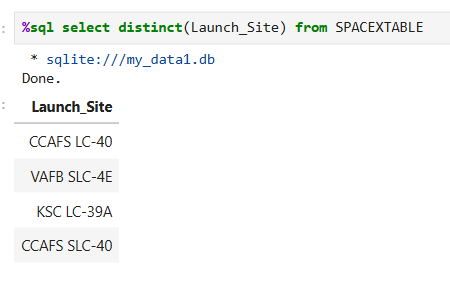 %sql select distinct(Launch_Site) from SPACEXTABLE
* sqlite:///my_data1.db
Done.
Launch_Site
CCAFS LC-40
VAFB SLC-4E
KSC LC-39A
CCAFS SLC-40